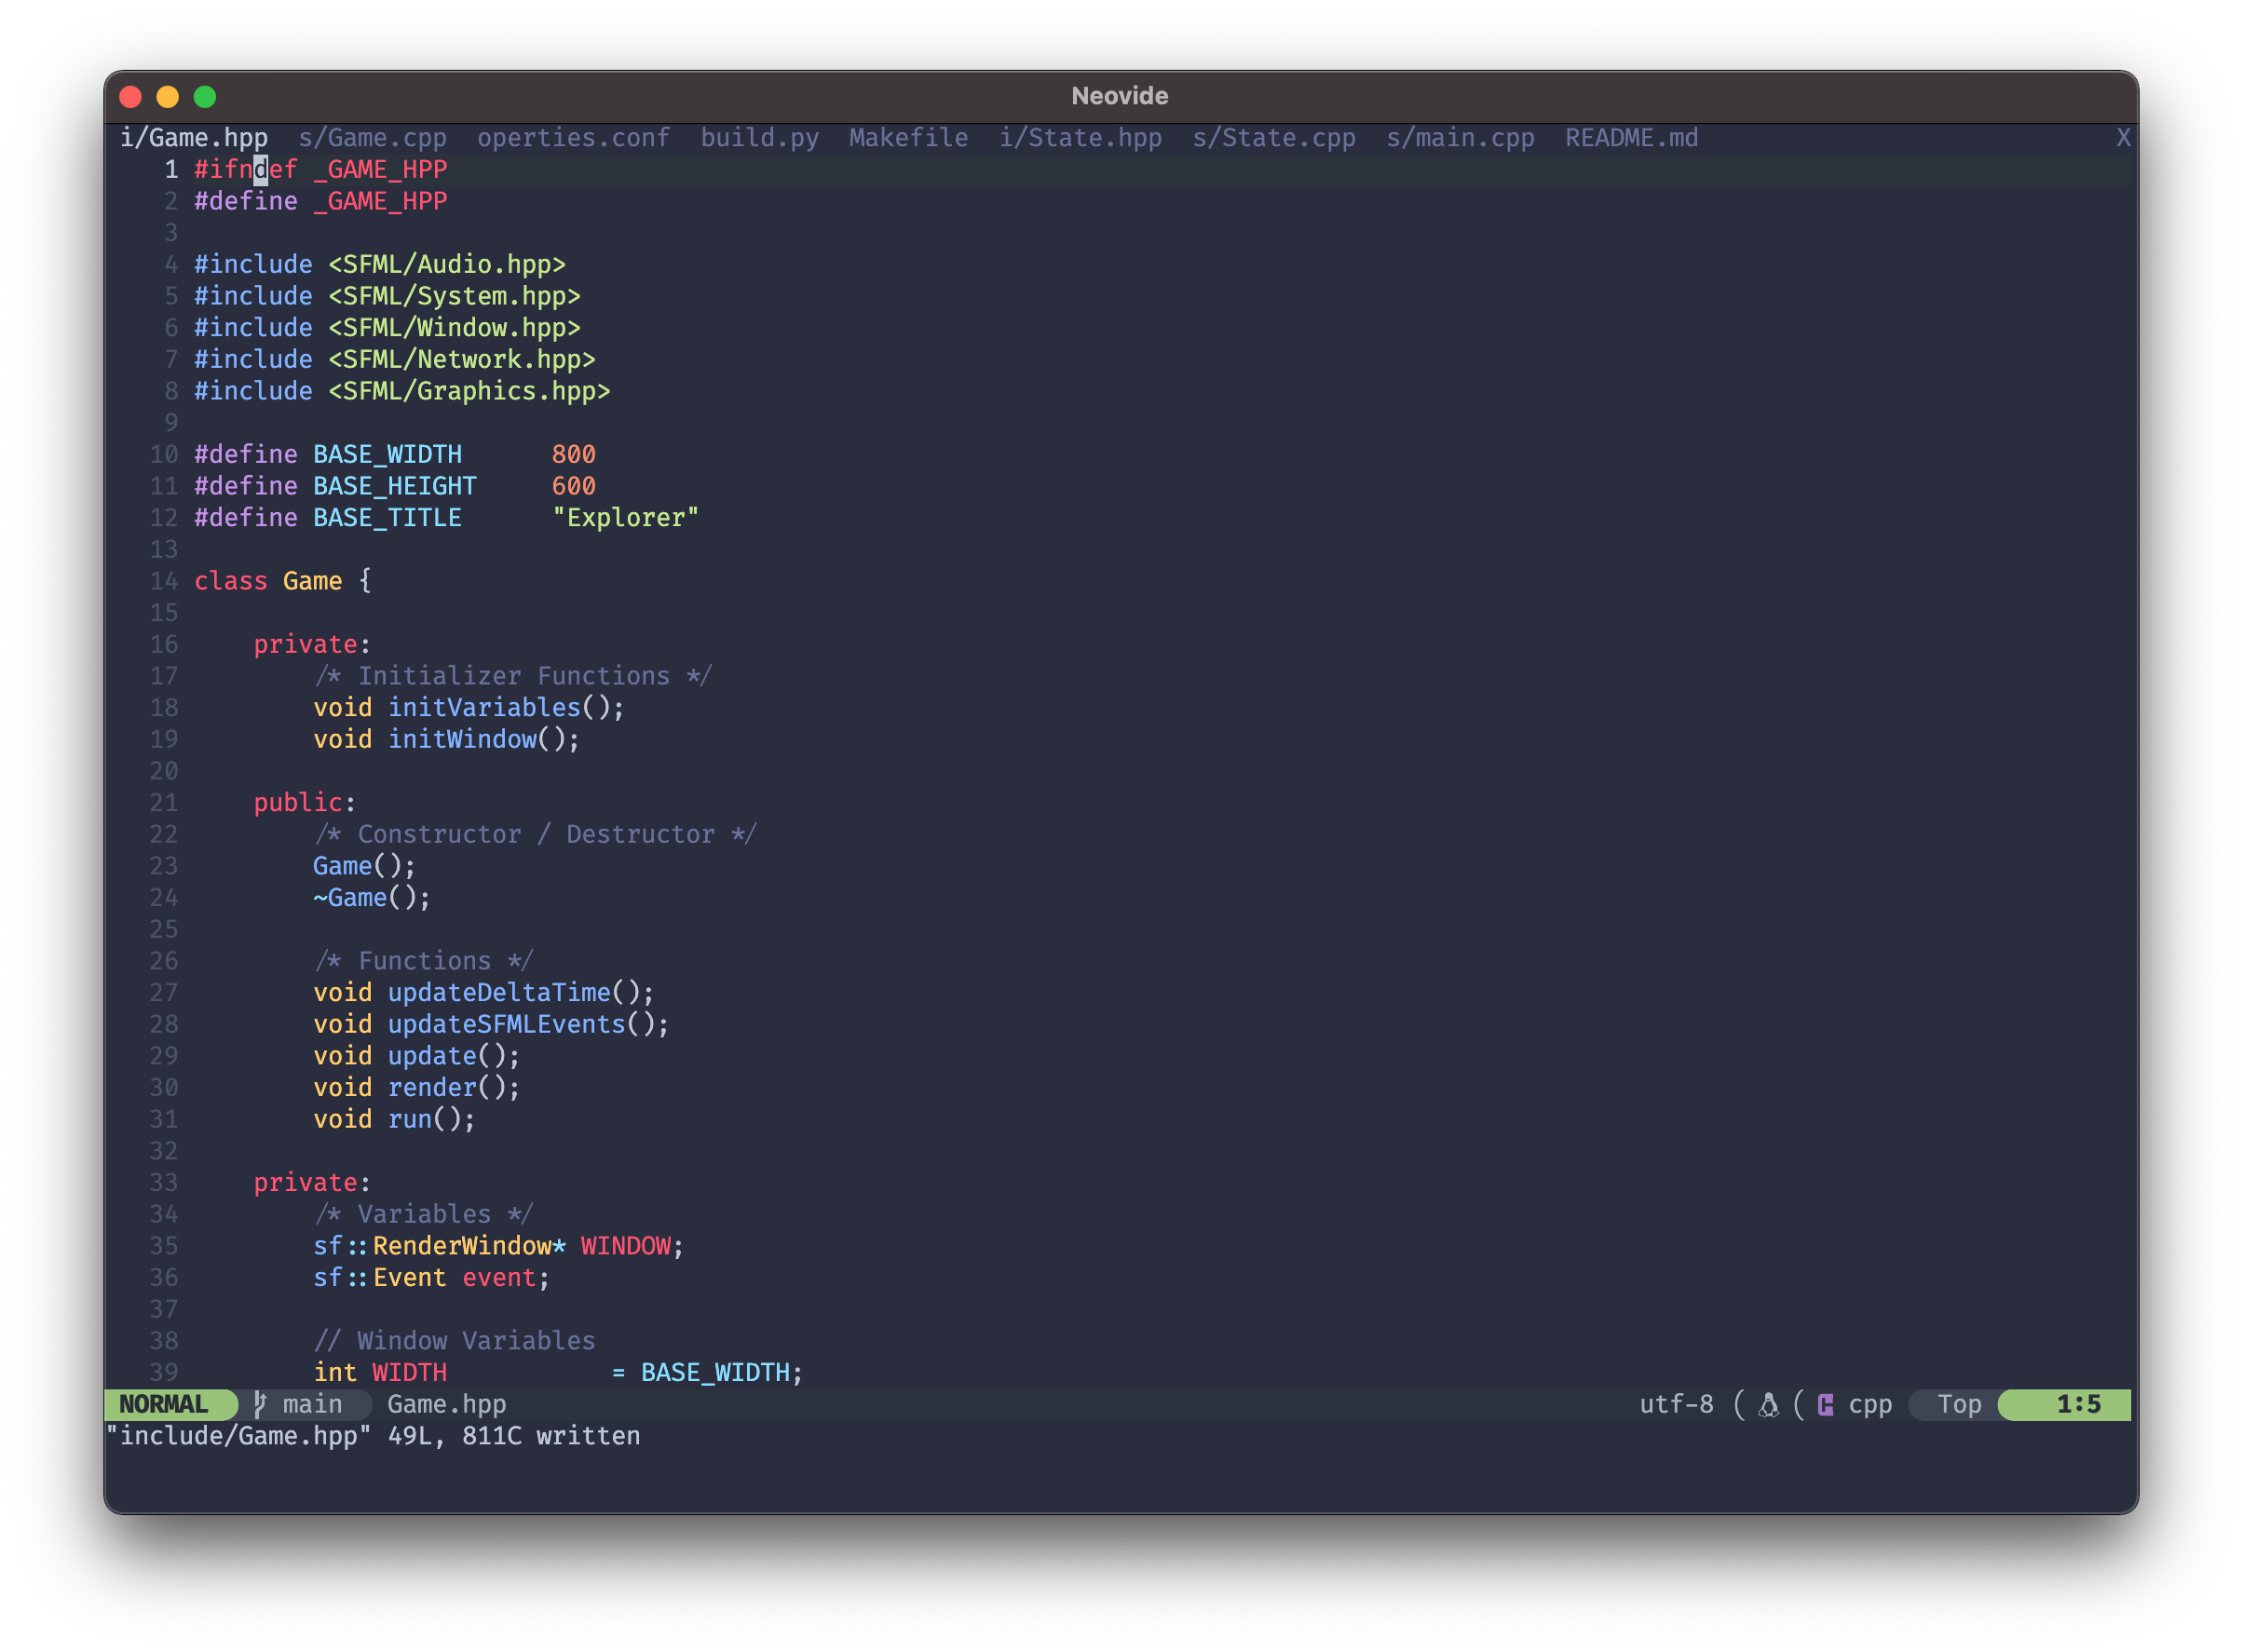 Neovide
i/Game.hpp  s/Game.cpp  operties.conf  build.py  Makefile  i/State.hpp  s/State.cpp  s/main.cpp  README.md  X
1 #ifndef _GAME_HPP
2 #define _GAME_HPP
3
4 #include <SFML/Audio.hpp>
5 #include <SFML/System.hpp>
6 #include <SFML/Window.hpp>
7 #include <SFML/Network.hpp>
8 #include <SFML/Graphics.hpp>
9
10 #define BASE_WIDTH      800
11 #define BASE_HEIGHT     600
12 #define BASE_TITLE      "Explorer"
13
14 class Game {
15
16     private:
17         /* Initializer Functions */
18         void initVariables();
19         void initWindow();
20
21     public:
22         /* Constructor / Destructor */
23         Game();
24         ~Game();
25
26         /* Functions */
27         void updateDeltaTime();
28         void updateSFMLEvents();
29         void update();
30         void render();
31         void run();
32
33     private:
34         /* Variables */
35         sf::RenderWindow* WINDOW;
36         sf::Event event;
37
38         // Window Variables
39         int WIDTH           = BASE_WIDTH;
NORMAL  main  Game.hpp  utf-8 ( ( cpp  Top  1:5
"include/Game.hpp" 49L, 811C written